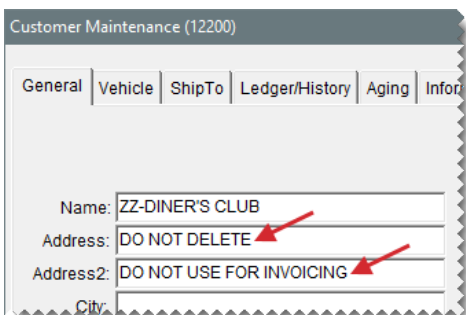 Customer Maintenance (12200)
General Vehicle ShipTo Ledger/History Aging
Name: ZZ-DINER'S CLUB
Address: DO NOT DELETE
Address2: DO NOT USE FOR INVOICING
City: